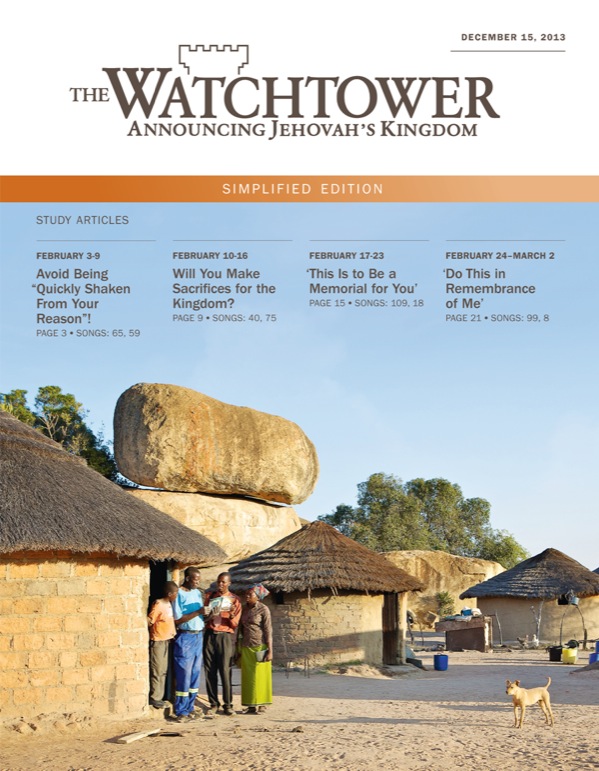 DECEMBER 15, 2013
THE WATCHTOWER
ANNOUNCING JEHOVAH'S KINGDOM
SIMPLIFIED EDITION
STUDY ARTICLES
FEBRUARY 3-9
Avoid Being
“Quickly Shaken
From Your
Reason”!
PAGE 3 • SONGS: 65, 59
FEBRUARY 10-16
Will You Make
Sacrifices for the
Kingdom?
PAGE 9 • SONGS: 40, 75
FEBRUARY 17-23
‘This Is to Be a
Memorial for You’
PAGE 15 • SONGS: 109, 18
FEBRUARY 24–MARCH 2
‘Do This in
Remembrance
of Me’
PAGE 21 • SONGS: 99, 8